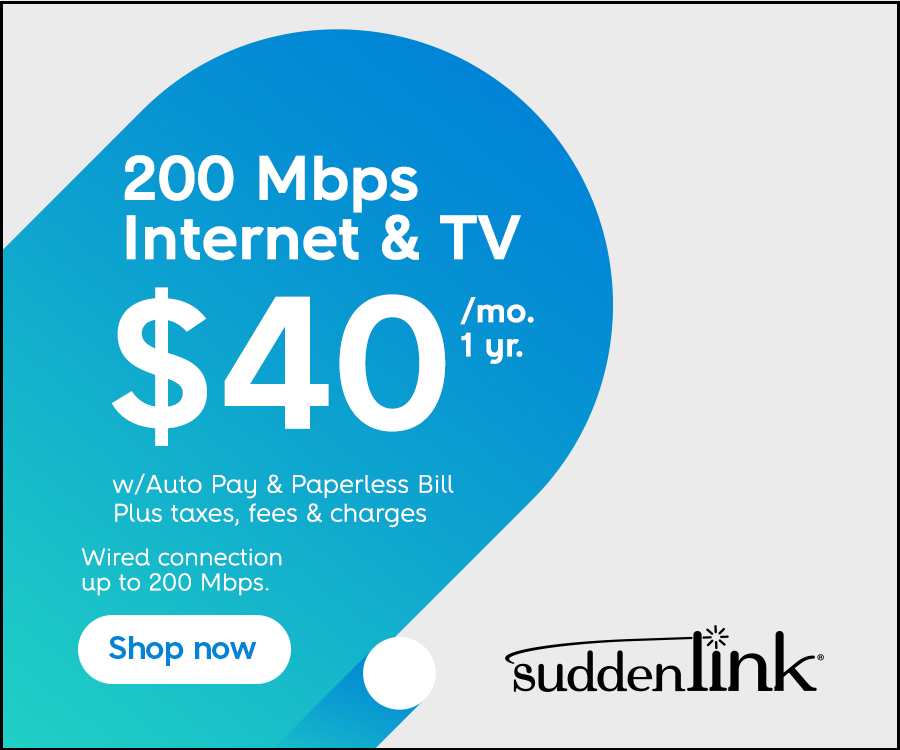 200 Mbps
Internet & TV
$40
/mo.
1 yr.
w/Auto Pay & Paperless Bill
Plus taxes, fees & charges
Wired connection
up to 200 Mbps.
Shop now
suddenlink®